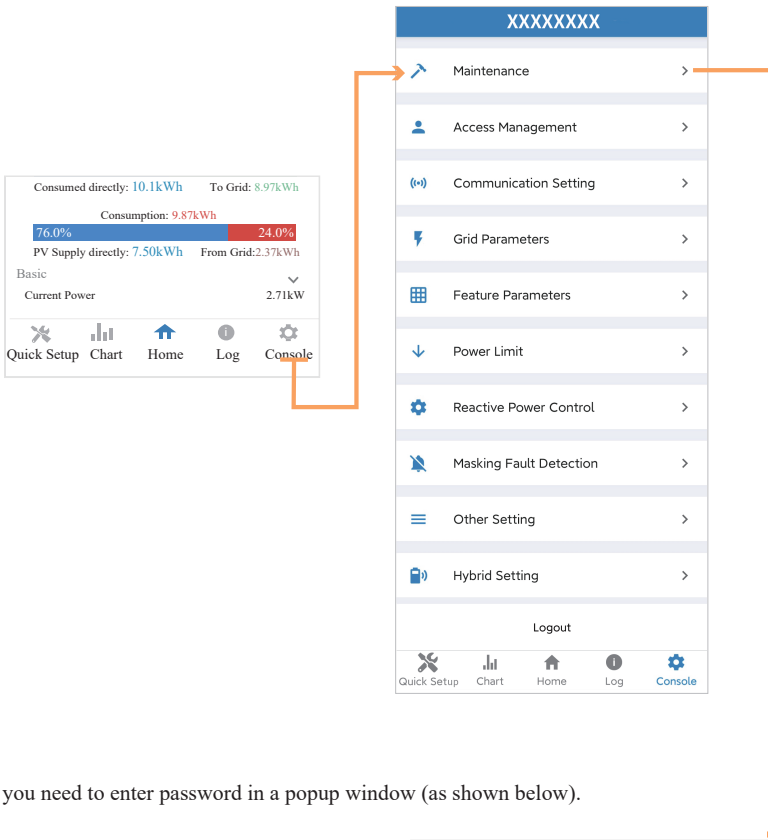 Consumed directly: 10.1kWh To Grid: 8.97kWh
Consumption: 9.87kWh
76.0% 24.0%
PV Supply directly: 7.50kWh From Grid:2.37kWh
Basic
Current Power 2.71kW
Quick Setup Chart Home Log Console
XXXXXXXX
Maintenance
Access Management
Communication Setting
Grid Parameters
Feature Parameters
Power Limit
Reactive Power Control
Masking Fault Detection
Other Setting
Hybrid Setting
Logout
Quick Setup Chart Home Log Console
you need to enter password in a popup window (as shown below).